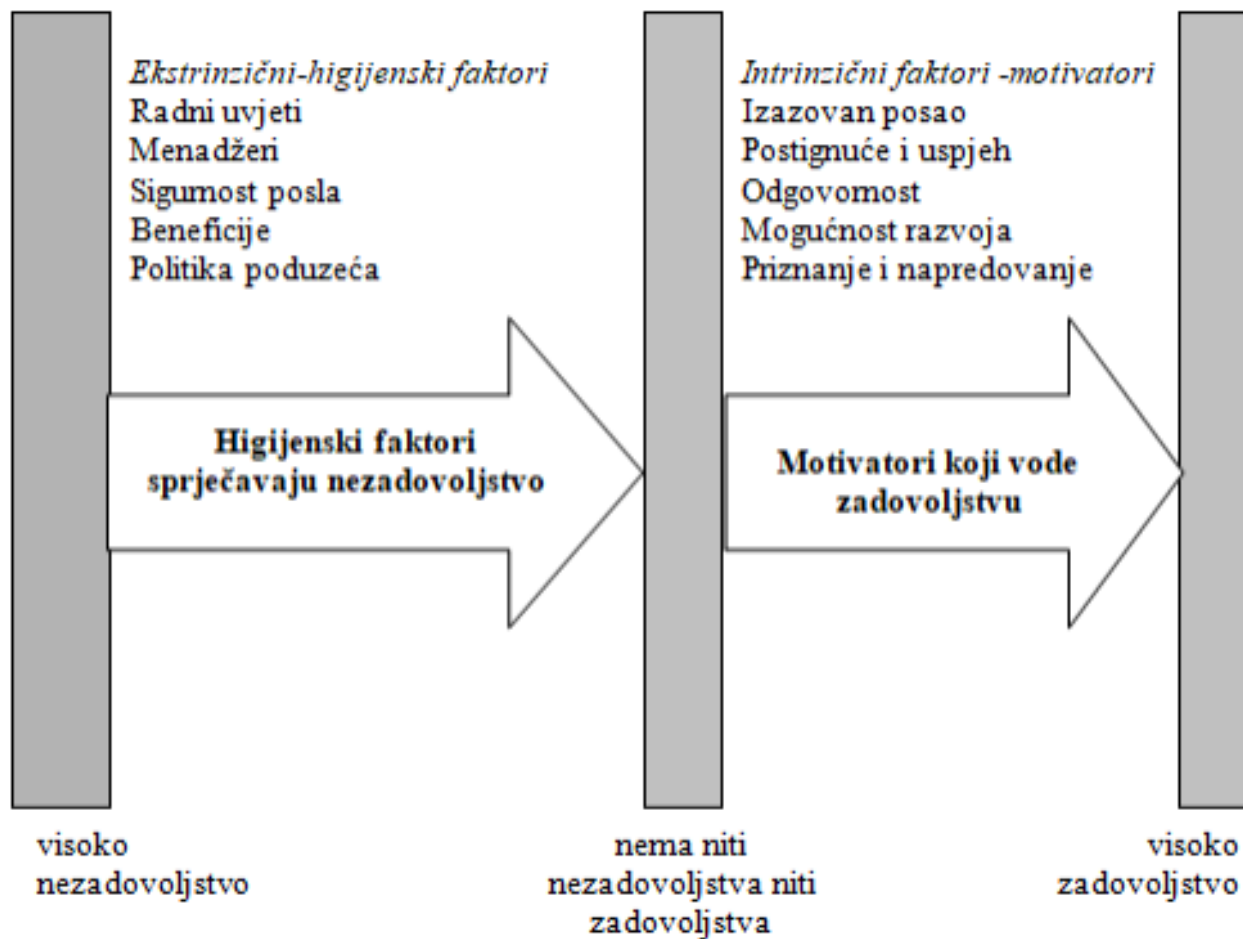 Ekstrinzični-higijenski faktori
Radni uvjeti
Menadžeri
Sigurnost posla
Beneficije
Politika poduzeća
Intrinzični faktori -motivatori
Izazovan posao
Postignuće i uspjeh
Odgovornost
Mogućnost razvoja
Priznanje i napredovanje
Higijenski faktori
sprječavaju nezadovoljstvo
Motivatori koji vode
zadovoljstvu
visoko
nezadovoljstvo
nema niti
nezadovoljstva niti
zadovoljstva
visoko
zadovoljstvo